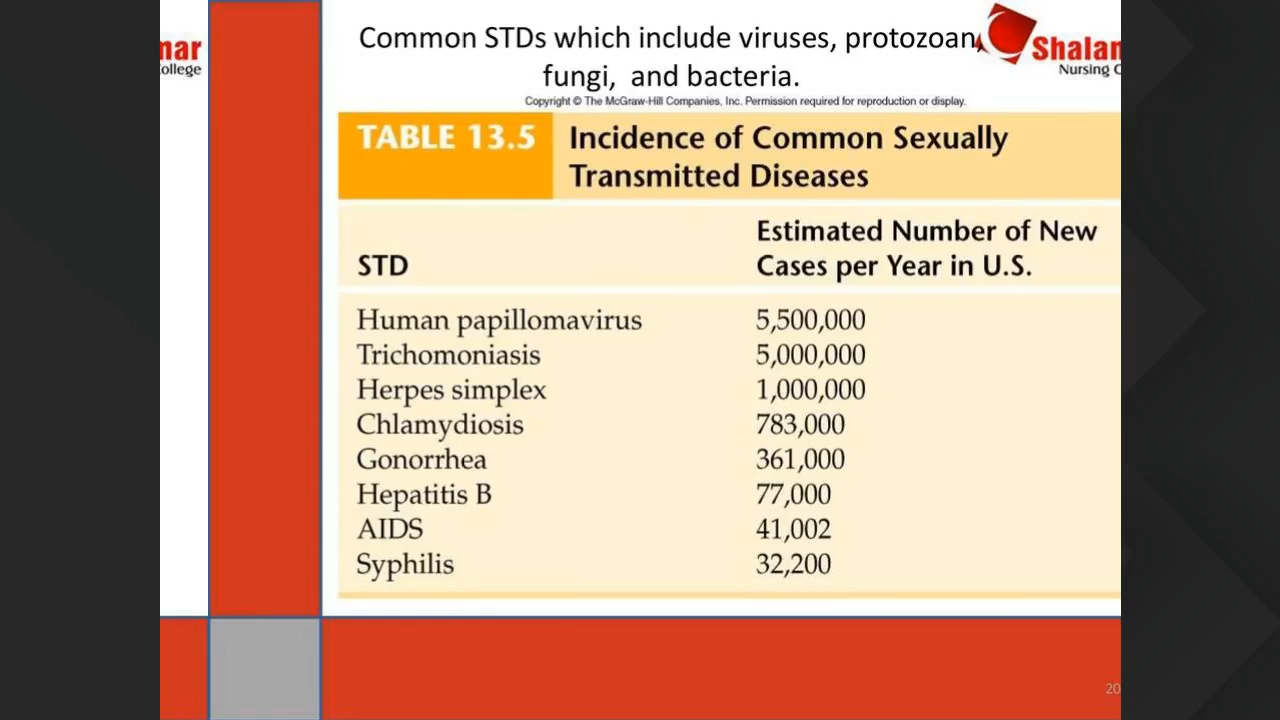 Common STDs which include viruses, protozoan,
fungi, and bacteria.
mar
ollege
Shalan
Nursing C
Copyright © The McGraw-Hill Companies, Inc. Permission required for reproduction or display.
TABLE 13.5 Incidence of Common Sexually
Transmitted Diseases
Estimated Number of New
STD Cases per Year in U.S.
Human papillomavirus 5,500,000
Trichomoniasis 5,000,000
Herpes simplex 1,000,000
Chlamydiosis 783,000
Gonorrhea 361,000
Hepatitis B 77,000
AIDS 41,002
Syphilis 32,200
20